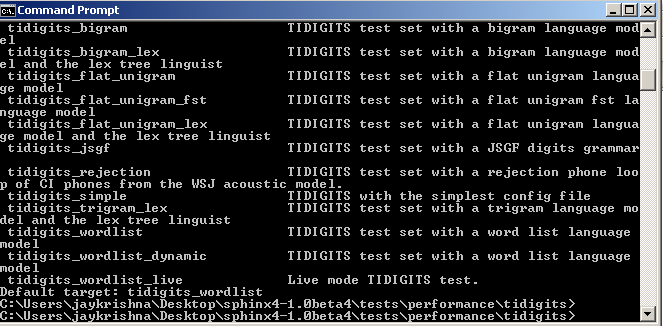 Command Prompt
tidigits_bigram TIDIGITS test set with a bigram language mod
el
tidigits_bigram_lex TIDIGITS test set with a bigram language mod
el and the lex tree linguist
tidigits_flat_unigram TIDIGITS test set with a flat unigram langua
ge model
tidigits_flat_unigram_fst TIDIGITS test set with a flat unigram fst la
nguage model
tidigits_flat_unigram_lex TIDIGITS test set with a flat unigram langua
ge model and the lex tree linguist
tidigits_jsgf TIDIGITS test set with a JSGF digits grammar
tidigits_rejection TIDIGITS test set with a rejection phone loo
p of CI phones from the WSJ acoustic model.
tidigits_simple TIDIGITS with the simplest config file
tidigits_trigram_lex TIDIGITS test set with a trigram language mo
del and the lex tree linguist
tidigits_wordlist TIDIGITS test set with a word list language
model
tidigits_wordlist_dynamic TIDIGITS test set with a word list language
model
tidigits_wordlist_live Live mode TIDIGITS test.
Default target: tidigits_wordlist
C:\Users\jaykrishna\Desktop\sphinx4-1.0beta4\tests\performance\tidigits>
C:\Users\jaykrishna\Desktop\sphinx4-1.0beta4\tests\performance\tidigits>